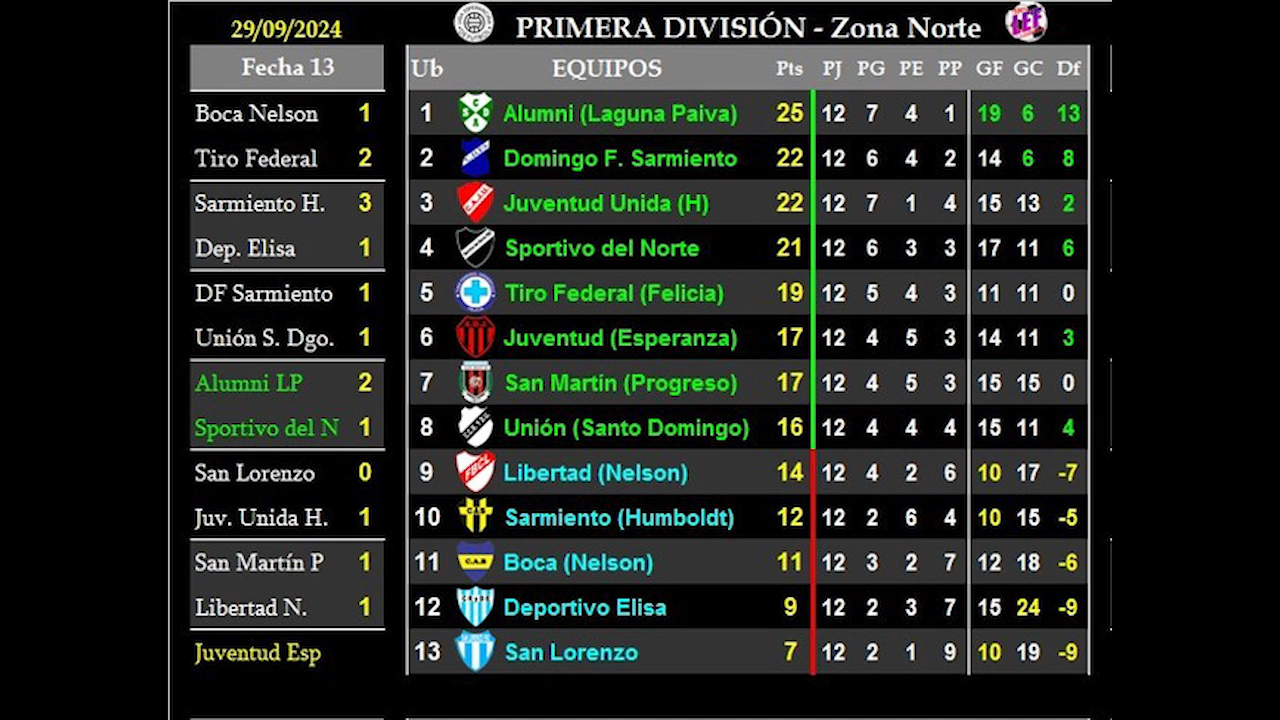 29/09/2024
PRIMERA DIVISIÓN - Zona Norte
Fecha 13
Boca Nelson 1
Tiro Federal 2
Sarmiento H. 3
Dep. Elisa 1
DF Sarmiento 1
Unión S. Dgo. 1
Alumni LP 2
Sportivo del N 1
San Lorenzo 0
Juv. Unida H. 1
San Martín P 1
Libertad N. 1
Juventud Esp
Ub EQUIPOS Pts PJ PG PE PP GF GC Df
1 Alumni (Laguna Paiva) 25 12 7 4 1 19 6 13
2 Domingo F. Sarmiento 22 12 6 4 2 14 6 8
3 Juventud Unida (H) 22 12 7 1 4 15 13 2
4 Sportivo del Norte 21 12 6 3 3 17 11 6
5 Tiro Federal (Felicia) 19 12 5 4 3 11 11 0
6 Juventud (Esperanza) 17 12 4 5 3 14 11 3
7 San Martín (Progreso) 17 12 4 5 3 15 15 0
8 Unión (Santo Domingo) 16 12 4 4 4 15 11 4
9 Libertad (Nelson) 14 12 4 2 6 10 17 -7
10 Sarmiento (Humboldt) 12 12 2 6 4 10 15 -5
11 Boca (Nelson) 11 12 3 2 7 12 18 -6
12 Deportivo Elisa 9 12 2 3 7 15 24 -9
13 San Lorenzo 7 12 2 1 9 10 19 -9